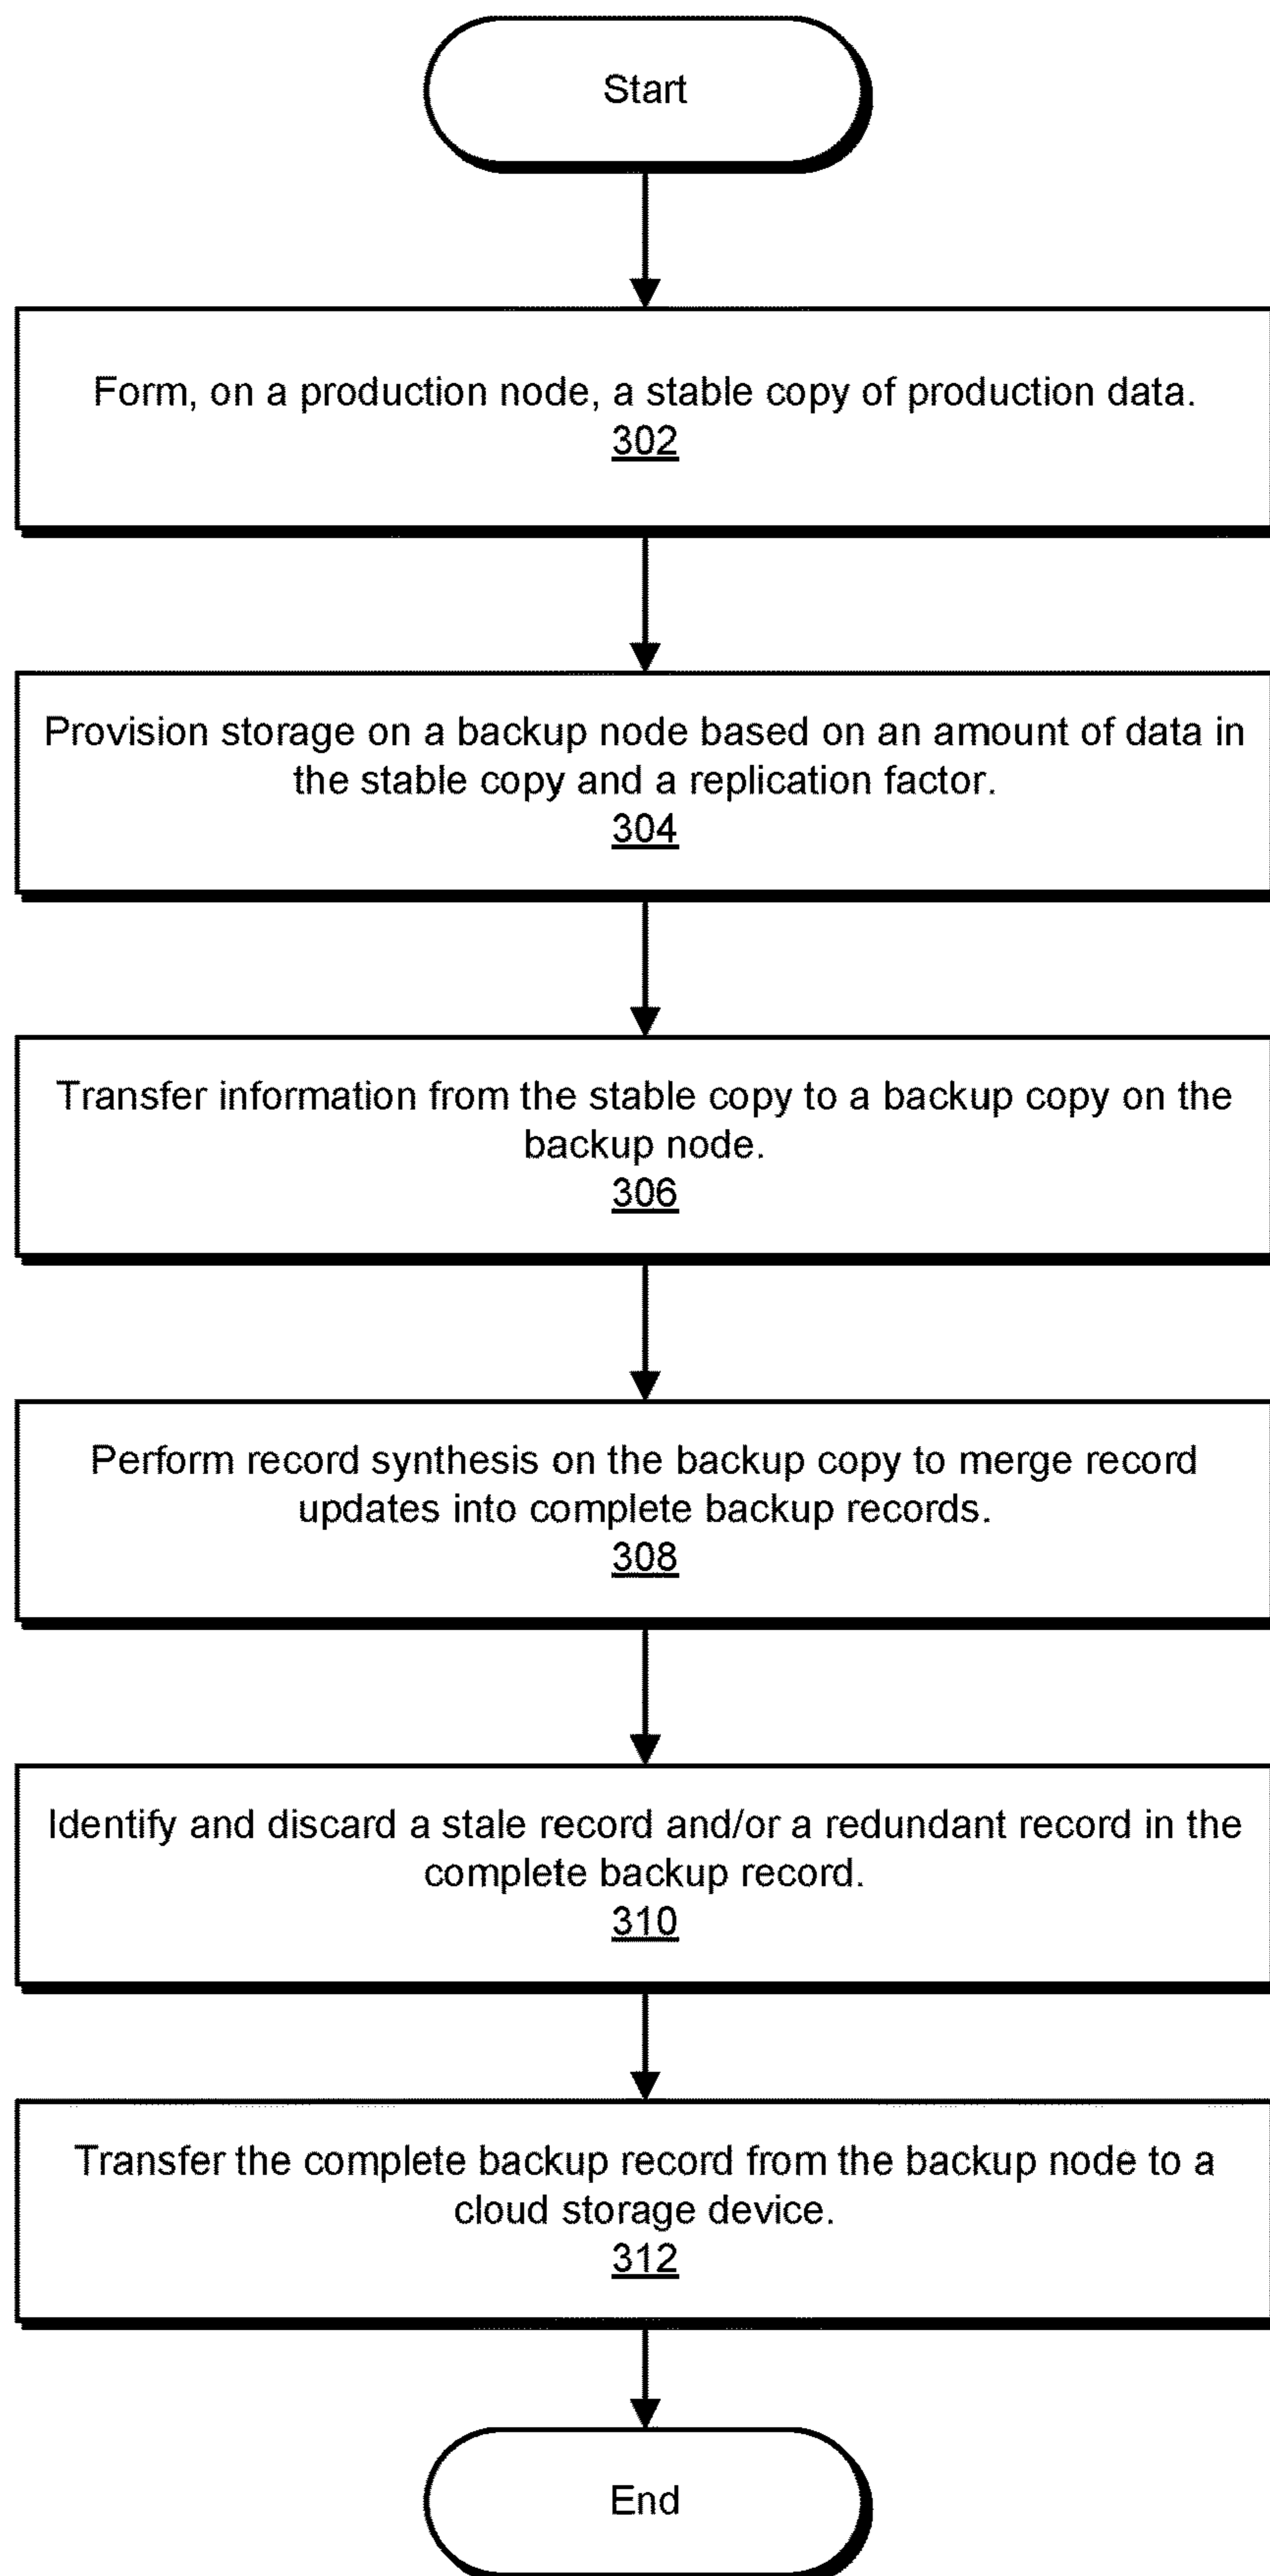 Start
Form, on a production node, a stable copy of production data.
302
Provision storage on a backup node based on an amount of data in
the stable copy and a replication factor.
304
Transfer information from the stable copy to a backup copy on the
backup node.
306
Perform record synthesis on the backup copy to merge record
updates into complete backup records.
308
Identify and discard a stale record and/or a redundant record in the
complete backup record.
310
Transfer the complete backup record from the backup node to a
cloud storage device.
312
End